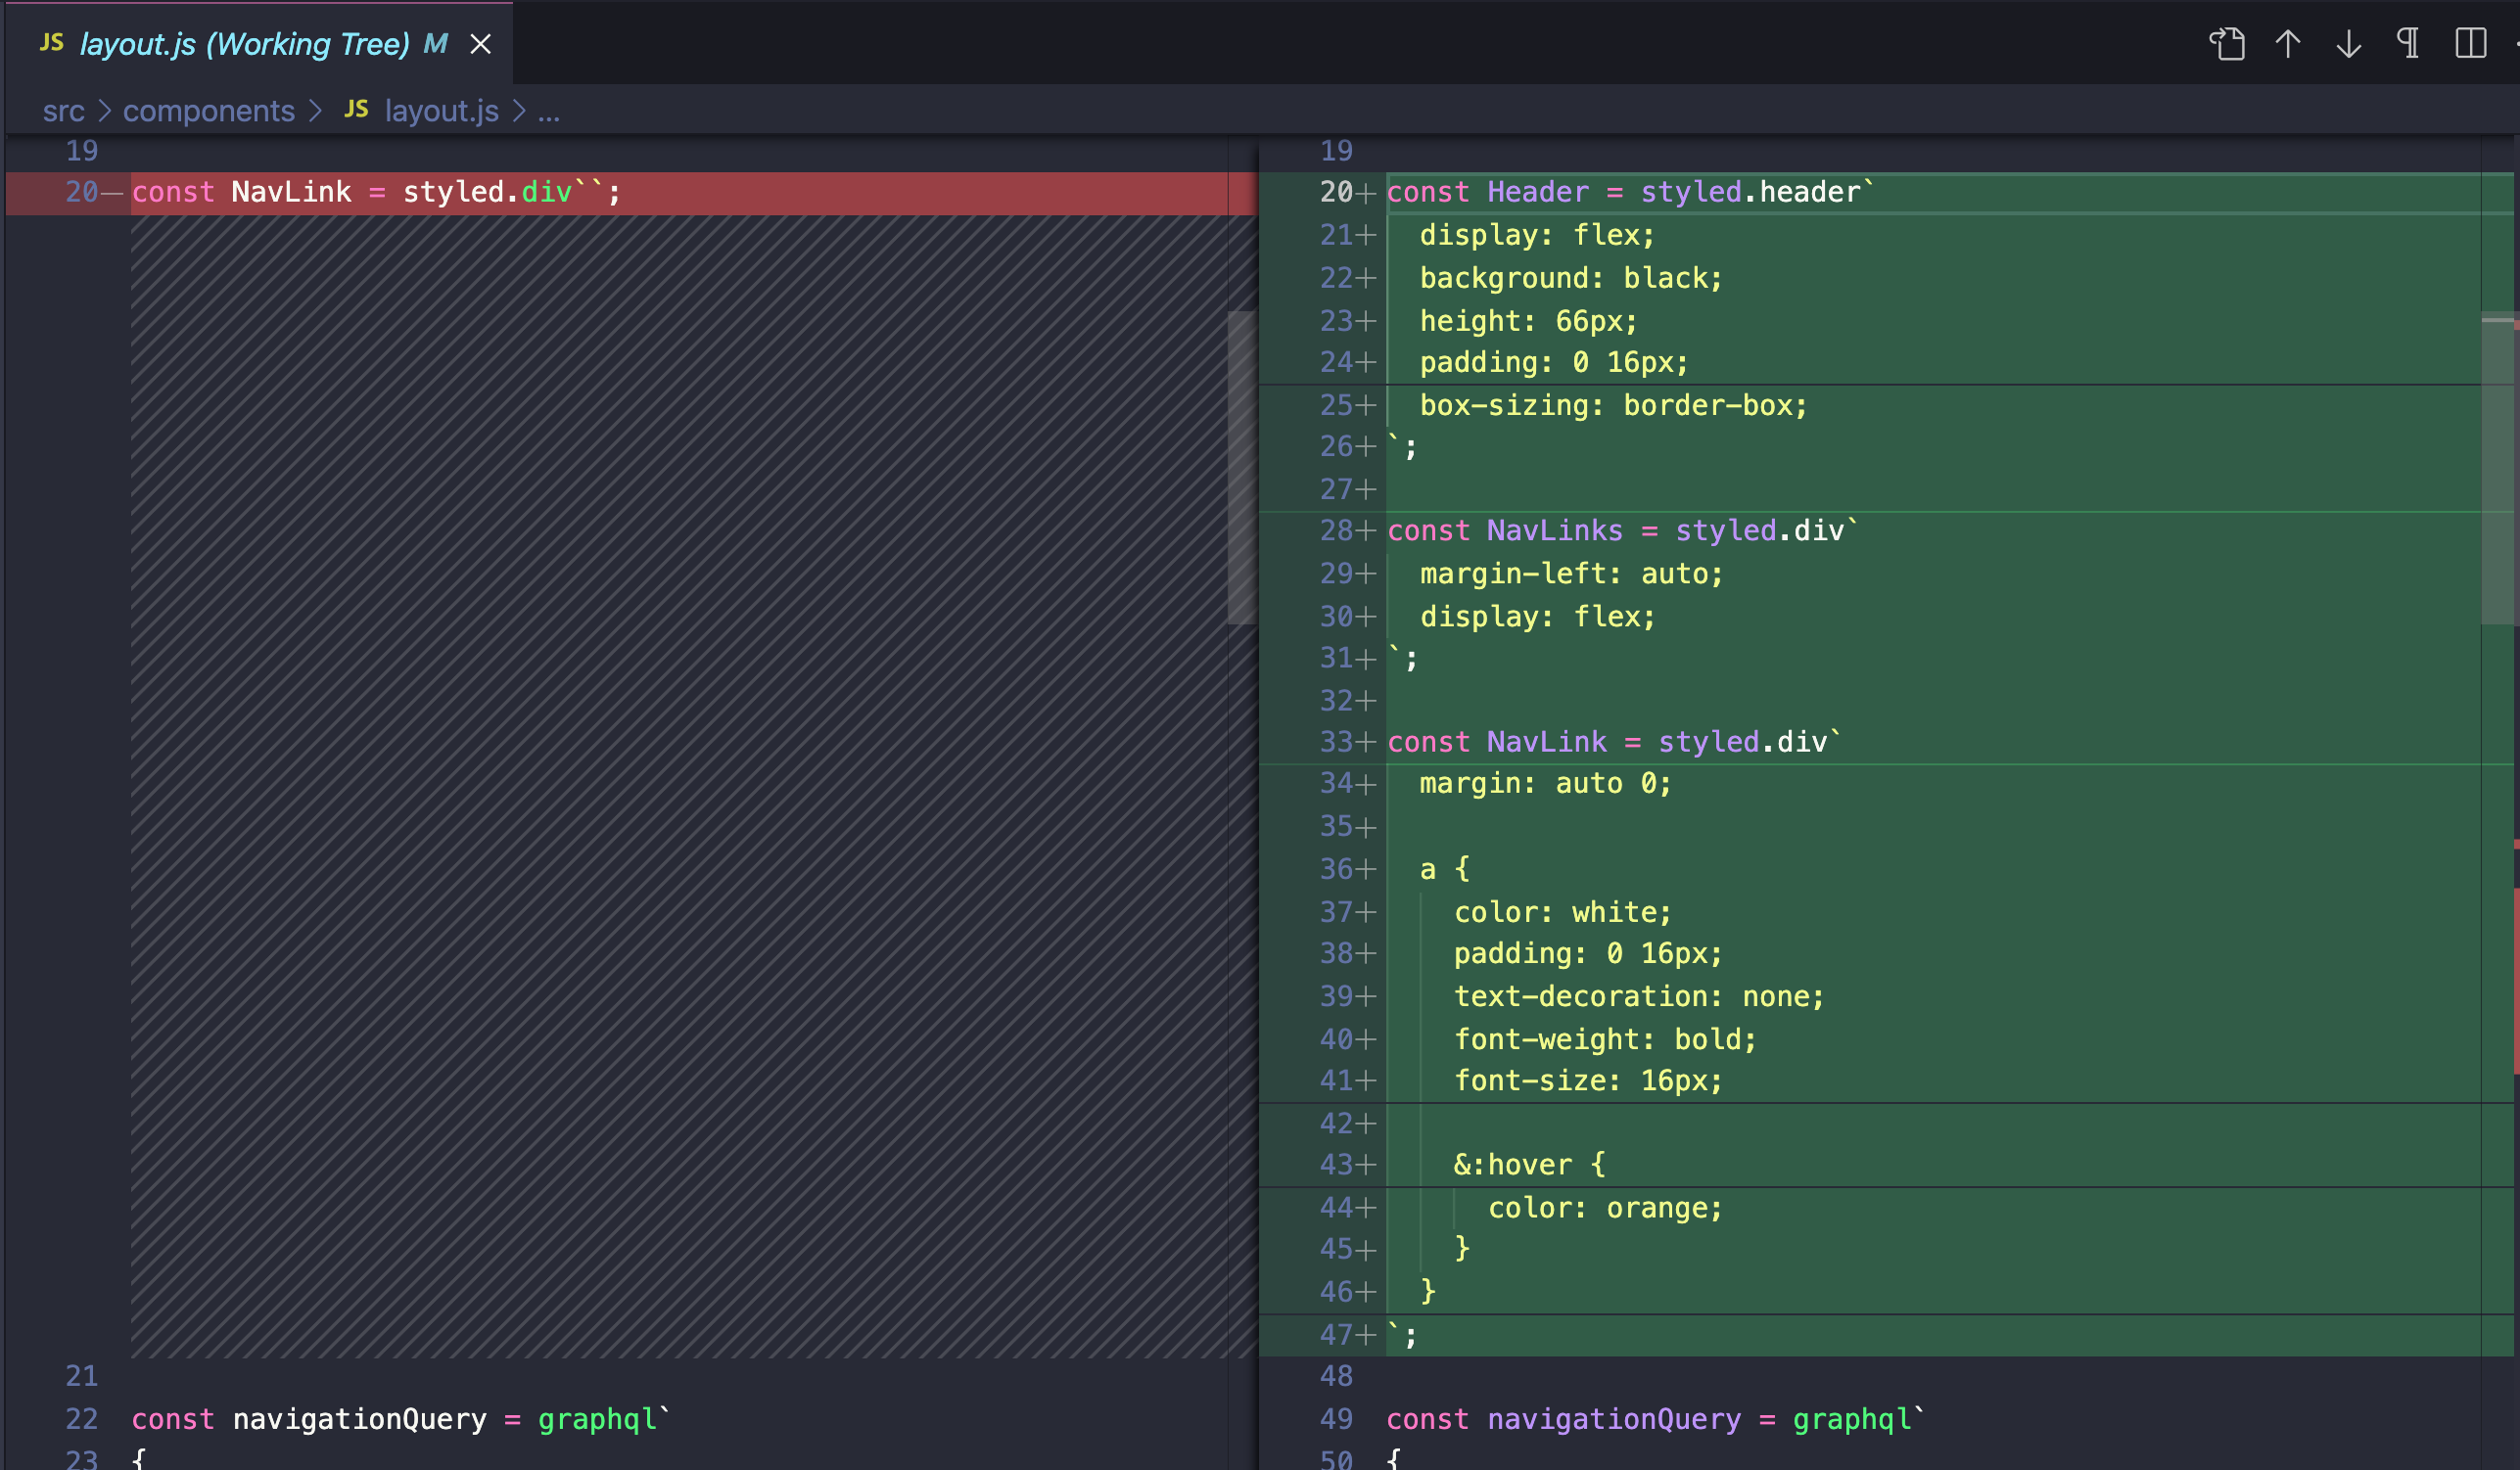 JS layout.js (Working Tree) M
src > components > JS layout.js > ...
19
20— const NavLink = styled.div``;
21
22 const navigationQuery = graphql`
23 {
19
20+ const Header = styled.header`
21+   display: flex;
22+   background: black;
23+   height: 66px;
24+   padding: 0 16px;
25+   box-sizing: border-box;
26+ `;
27+
28+ const NavLinks = styled.div`
29+   margin-left: auto;
30+   display: flex;
31+ `;
32+
33+ const NavLink = styled.div`
34+   margin: auto 0;
35+
36+   a {
37+     color: white;
38+     padding: 0 16px;
39+     text-decoration: none;
40+     font-weight: bold;
41+     font-size: 16px;
42+
43+     &:hover {
44+       color: orange;
45+     }
46+   }
47+ `;
48
49 const navigationQuery = graphql`
50 {